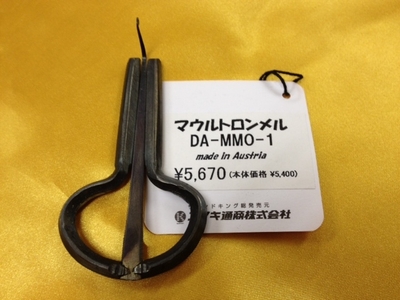 マウルトロンメル
DA-MMO-1
made in Austria
¥5,670(本体価格 ¥5,400)
ドキング総発売元
キ通商株式会社